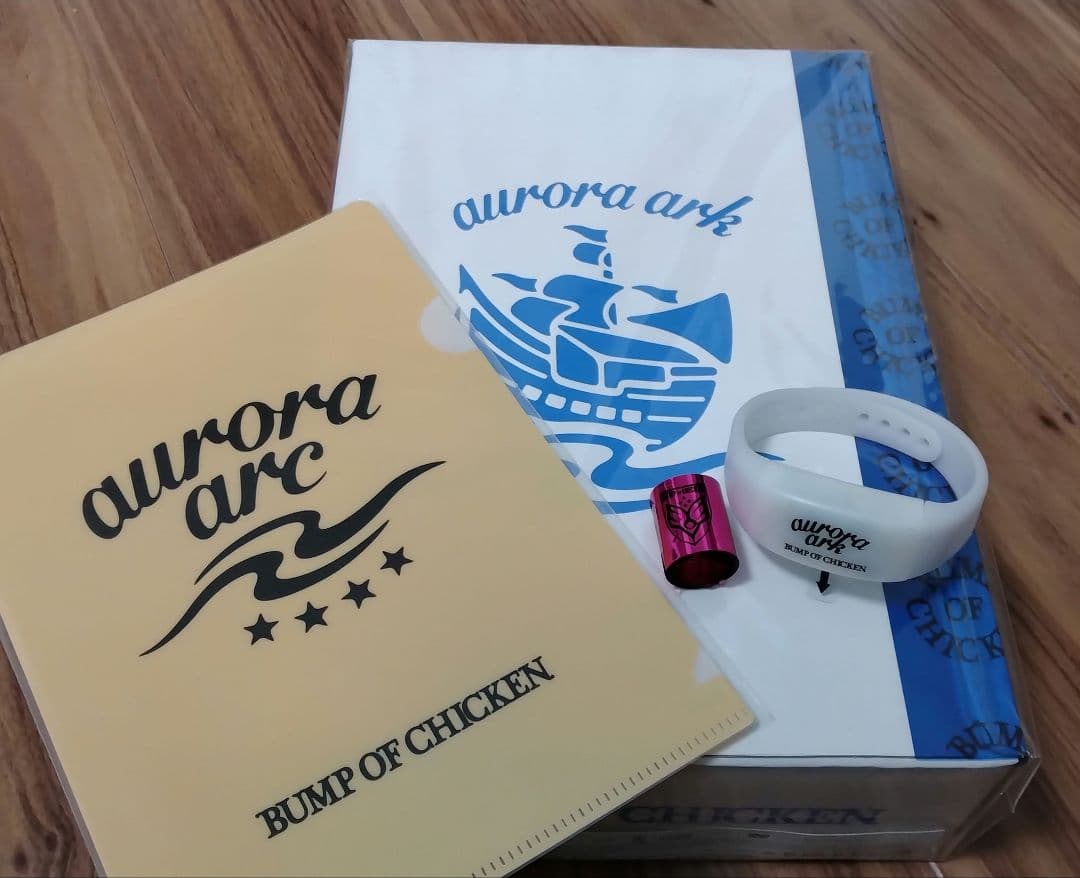 aurora ark
aurora
arc
BUMP OF CHICKEN
aurora
ark
BUMP OF CHICKEN
BUMP
OF
CHICKEN
CHICKEN